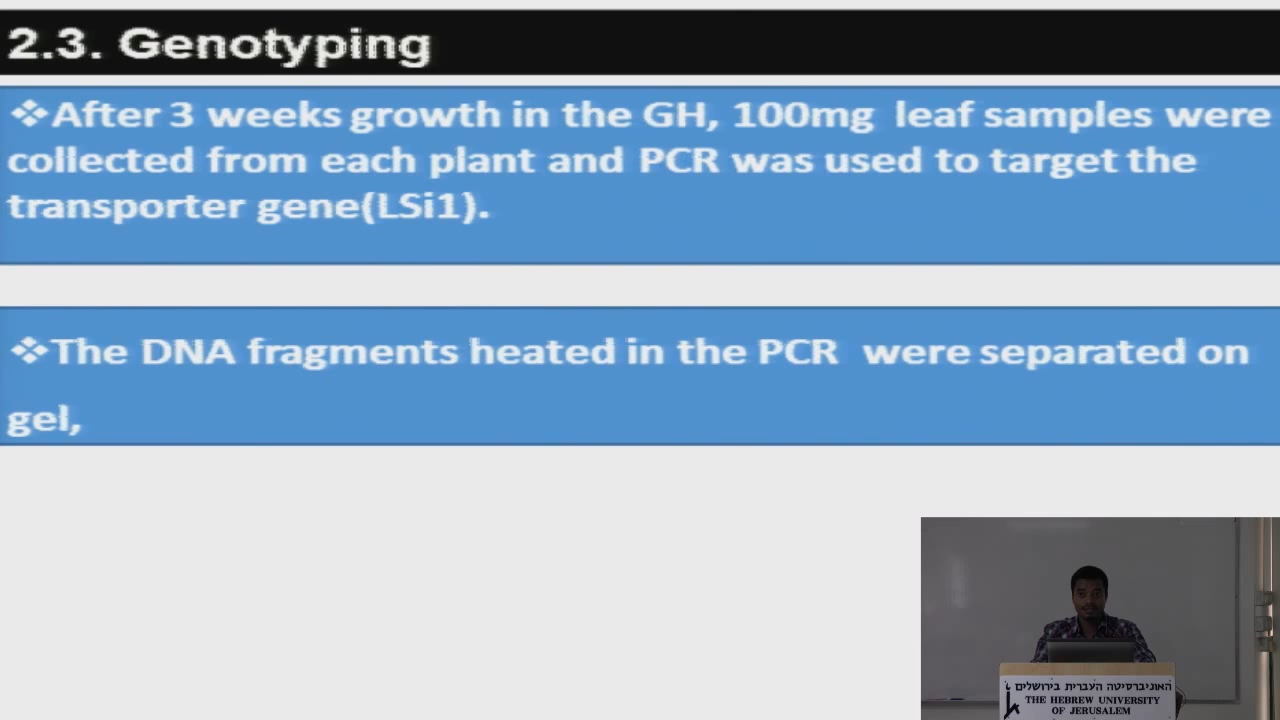 2.3. Genotyping
❖After 3 weeks growth in the GH, 100mg leaf samples were
collected from each plant and PCR was used to target the
transporter gene(LSi1).
❖The DNA fragments heated in the PCR were separated on
gel,
האוניברסיטה העברית בירושלים
THE HEBREW UNIVERSITY
OF JERUSALEM